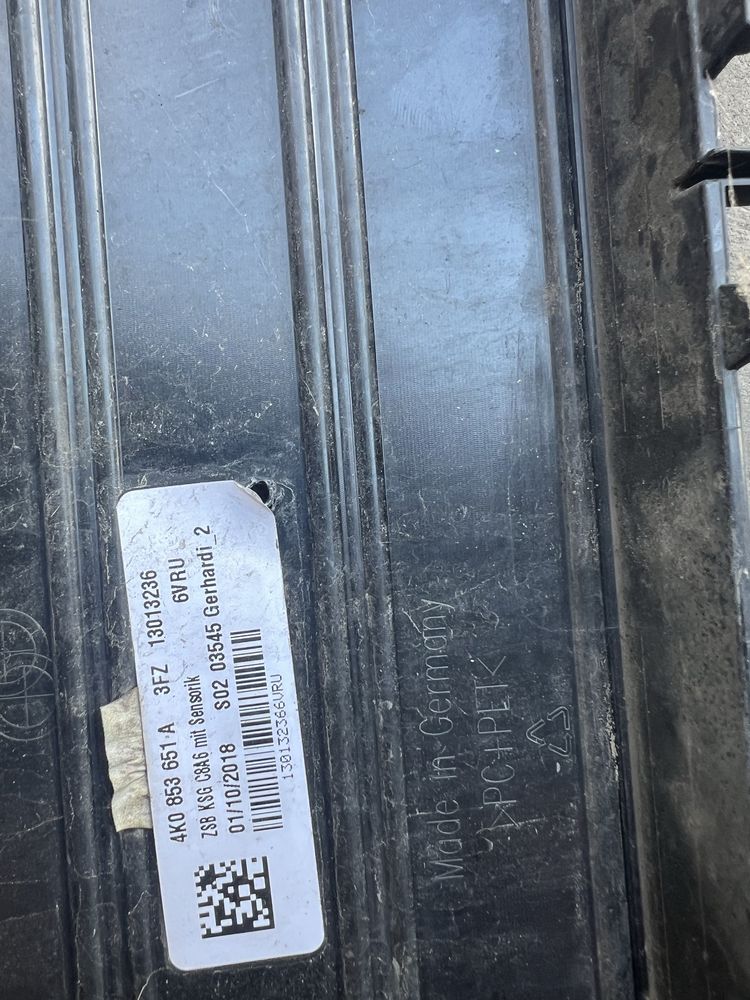 4K0 853 651 A 3FZ 13013236
ZSB KSG C8A6 mit Sensorik 6VRU
01/10/2018 S02 03545 Gerhardi_2
130132366VRU
Made in Germany
>PC+PET<